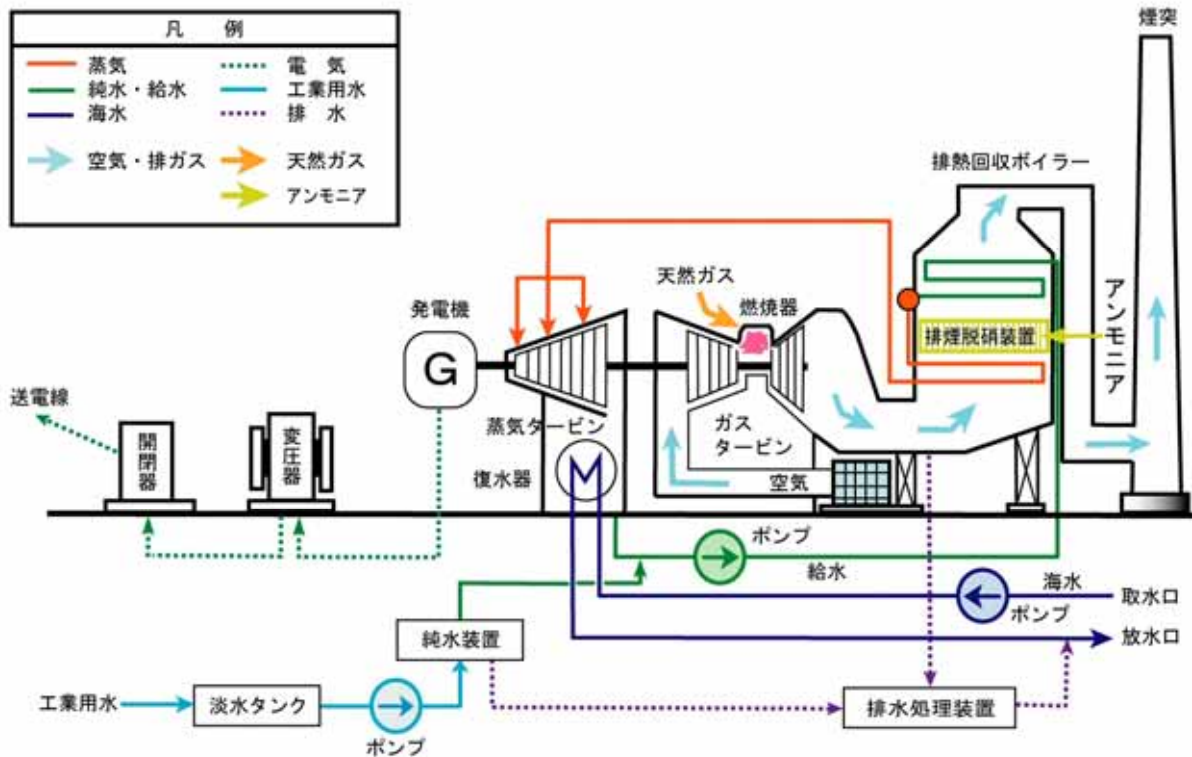 凡 例
蒸気
電 気
純水・給水
工業用水
海水
排 水
空気・排ガス
天然ガス
アンモニア
煙突
排熱回収ボイラー
天然ガス
燃焼器
発電機
G
排煙脱硝装置
アンモニア
送電線
開閉器
変圧器
蒸気タービン
ガス
タービン
復水器
空気
ポンプ
給水
海水
ポンプ
取水口
放水口
純水装置
工業用水
淡水タンク
ポンプ
排水処理装置